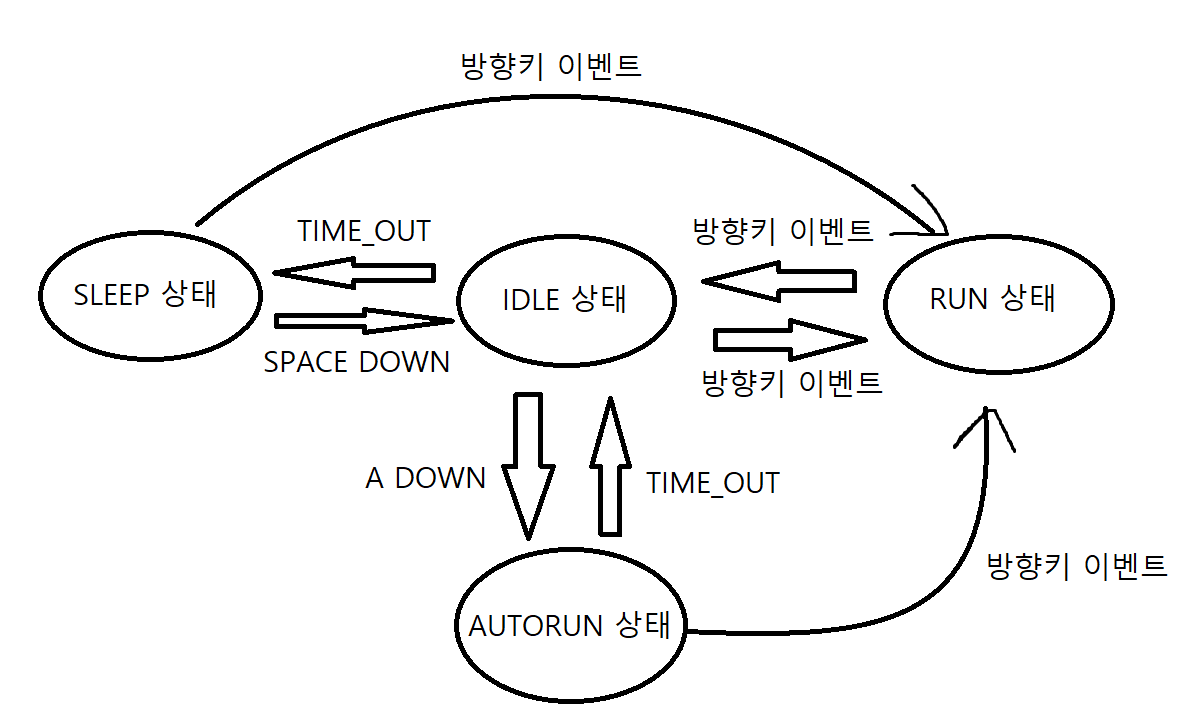 방향키 이벤트
TIME_OUT
방향키 이벤트
SLEEP 상태
IDLE 상태
RUN 상태
SPACE DOWN
방향키 이벤트
A DOWN
TIME_OUT
방향키 이벤트
AUTORUN 상태